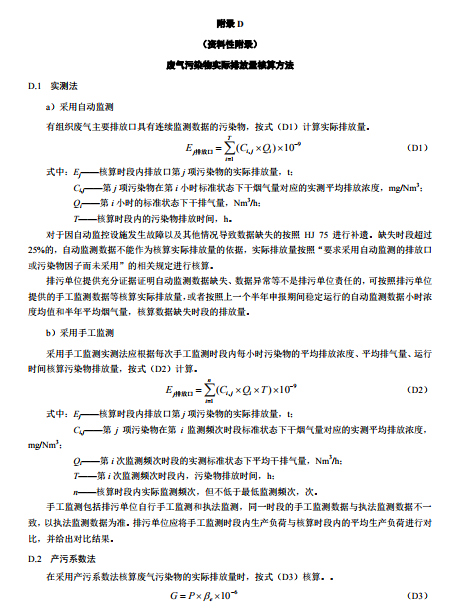 附录 D
（资料性附录）
废气污染物实际排放量核算方法
D.1 实测法
a）采用自动监测
有组织废气主要排放口具有连续监测数据的污染物，按式（D1）计算实际排放量。
E_{j排放口} = \sum_{i=1}^{T} (C_{i,j} × Q_i) × 10^{-9} （D1）
式中：E_j——核算时段内排放口第 j 项污染物的实际排放量，t；
C_{i,j}——第 j 项污染物在第 i 小时标准状态下干烟气量对应的实测平均排放浓度，mg/Nm³；
Q_i——第 i 小时的标准状态下干排气量，Nm³/h；
T——核算时段内的污染物排放时间，h。
对于因自动监控设施发生故障以及其他情况导致数据缺失的按照 HJ 75 进行补遗。缺失时段超过
25%的，自动监测数据不能作为核算实际排放量的依据，实际排放量按照“要求采用自动监测的排放口
或污染物因子而未采用”的相关规定进行核算。
排污单位提供充分证据证明自动监测数据缺失、数据异常等不是排污单位责任的，可按照排污单位
提供的手工监测数据等核算实际排放量，或者按照上一个半年申报期间稳定运行的自动监测数据小时浓
度均值和半年平均烟气量，核算数据缺失时段的排放量。
b）采用手工监测
采用手工监测实测法应根据每次手工监测时段内每小时污染物的平均排放浓度、平均排气量、运行
时间核算污染物排放量，按式（D2）计算。
E_{j排放口} = \sum_{i=1}^{n} (C_{i,j} × Q_i × T) × 10^{-9} （D2）
式中：E_j——核算时段内排放口第 j 项污染物的实际排放量，t；
C_{i,j}——第 j 项污染物在第 i 监测频次时段标准状态下干烟气量对应的实测平均排放浓度，
mg/Nm³；
Q_i——第 i 次监测频次时段的实测标准状态下平均干排气量，Nm³/h；
T——第 i 次监测频次时段内，污染物排放时间，h；
n——核算时段内实际监测频次，但不低于最低监测频次，次。
手工监测包括排污单位自行手工监测和执法监测，同一时段的手工监测数据与执法监测数据不一
致，以执法监测数据为准。排污单位应将手工监测时段内生产负荷与核算时段内的平均生产负荷进行对
比，并给出对比结果。
D.2 产污系数法
在采用产污系数法核算废气污染物的实际排放量时，按式（D3）核算。。
G = P × β_e × 10^{-6} （D3）